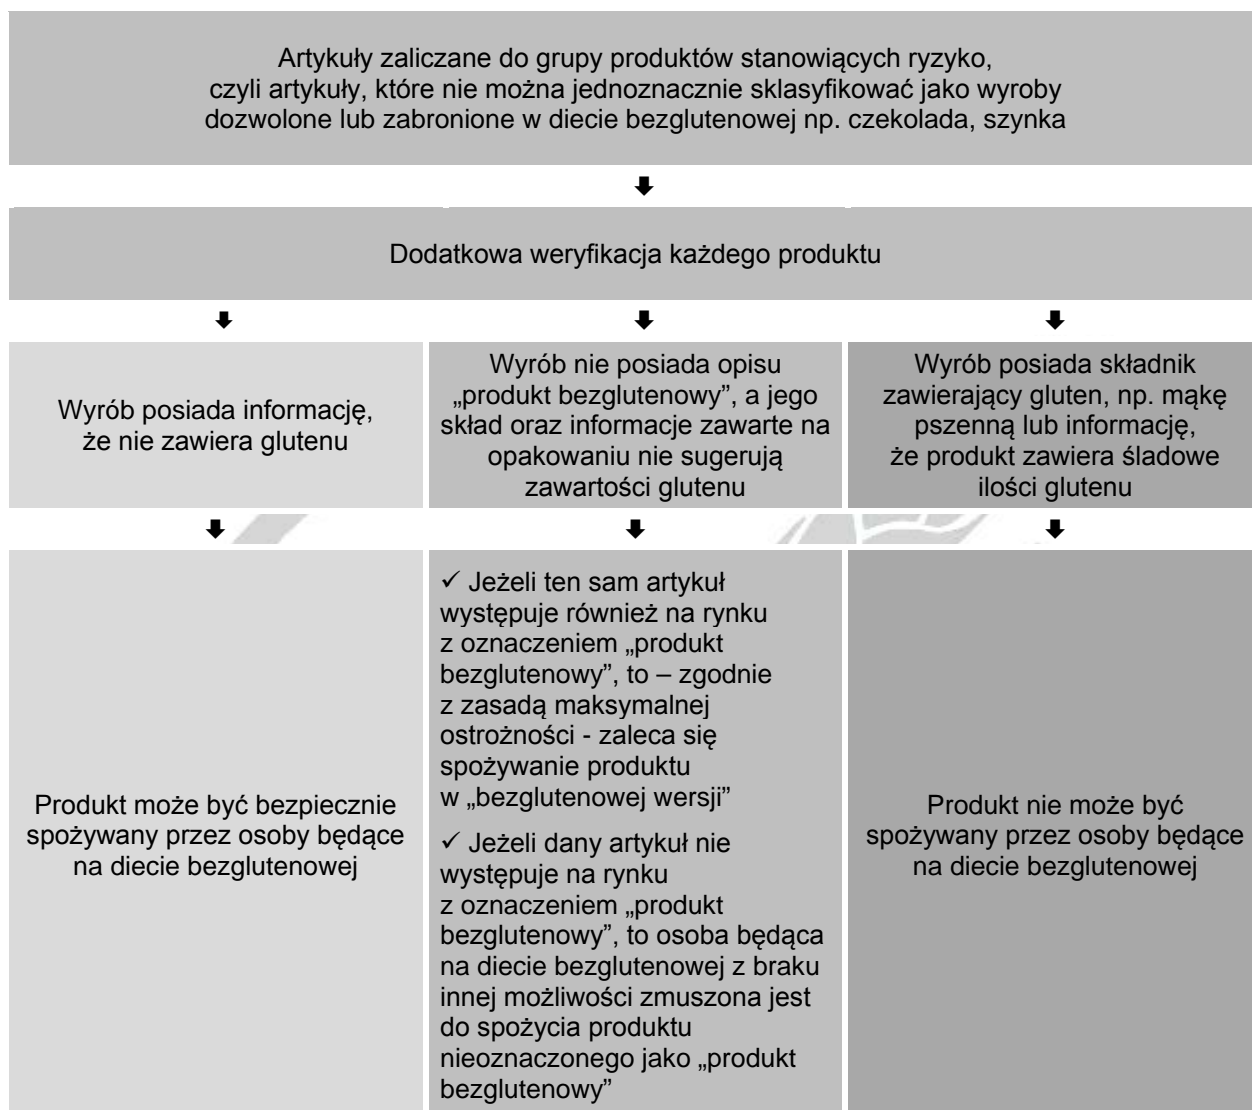 Artykuły zaliczane do grupy produktów stanowiących ryzyko,
czyli artykuły, które nie można jednoznacznie sklasyfikować jako wyroby
dozwolone lub zabronione w diecie bezglutenowej np. czekolada, szynka
Dodatkowa weryfikacja każdego produktu
Wyrób posiada informację,
że nie zawiera glutenu
Wyrób nie posiada opisu
„produkt bezglutenowy”, a jego
skład oraz informacje zawarte na
opakowaniu nie sugerują
zawartości glutenu
Wyrób posiada składnik
zawierający gluten, np. mąkę
pszenną lub informację,
że produkt zawiera śladowe
ilości glutenu
Produkt może być bezpiecznie
spożywany przez osoby będące
na diecie bezglutenowej
✓ Jeżeli ten sam artykuł
występuje również na rynku
z oznaczeniem „produkt
bezglutenowy”, to – zgodnie
z zasadą maksymalnej
ostrożności - zaleca się
spożywanie produktu
w „bezglutenowej wersji”
✓ Jeżeli dany artykuł nie
występuje na rynku
z oznaczeniem „produkt
bezglutenowy”, to osoba będąca
na diecie bezglutenowej z braku
innej możliwości zmuszona jest
do spożycia produktu
nieoznaczonego jako „produkt
bezglutenowy”
Produkt nie może być
spożywany przez osoby będące
na diecie bezglutenowej